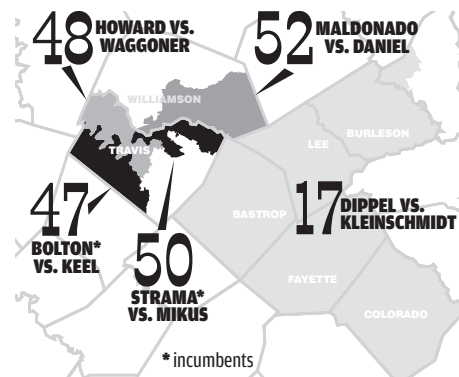 48
HOWARD VS.
WAGGONER
52
MALDONADO
VS. DANIEL
WILLIAMSON
TRAVIS
BURLESON
LEE
47
BOLTON*
VS. KEEL
50
STRAMA*
VS. MIKUS
BASTROP
17
DIPPEL VS.
KLEINSCHMIDT
FAYETTE
COLORADO
* incumbents